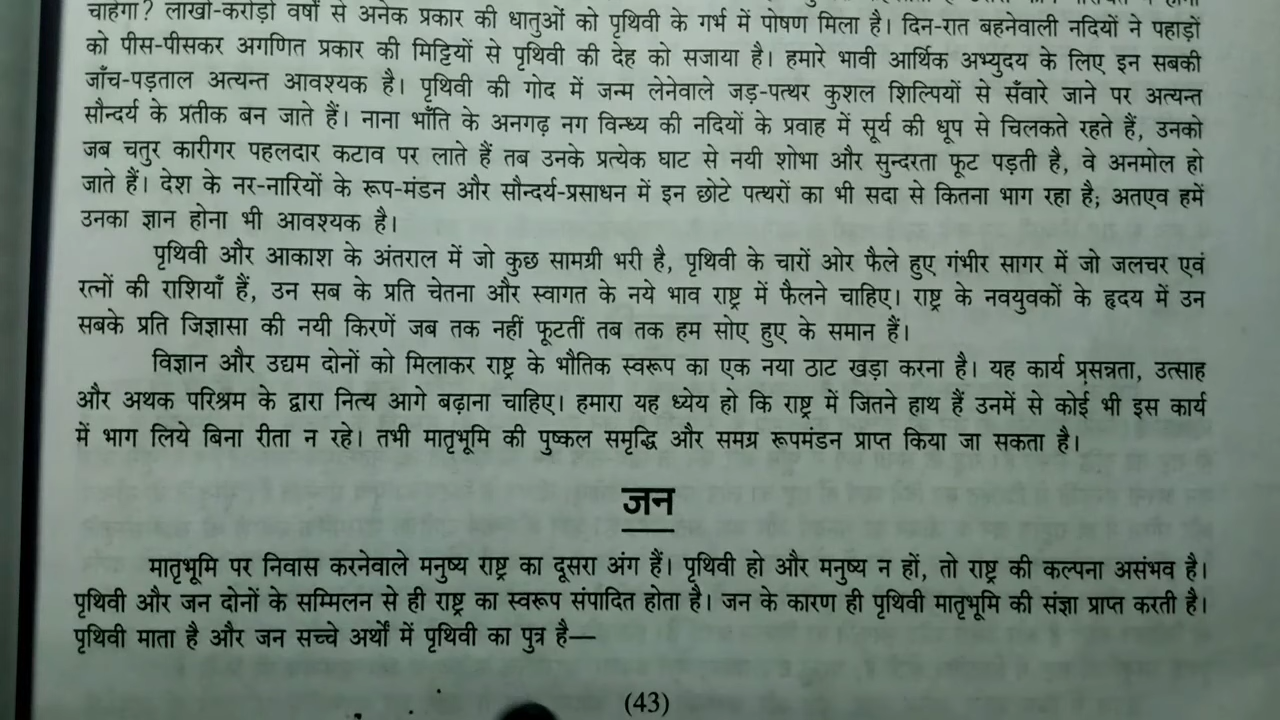 चाहेगा? लाखों-करोड़ों वर्षों से अनेक प्रकार की धातुओं को पृथिवी के गर्भ में पोषण मिला है। दिन-रात बहनेवाली नदियों ने पहाड़ों
को पीस-पीसकर अगणित प्रकार की मिट्टियों से पृथिवी की देह को सजाया है। हमारे भावी आर्थिक अभ्युदय के लिए इन सबकी
जाँच-पड़ताल अत्यन्त आवश्यक है। पृथिवी की गोद में जन्म लेनेवाले जड़-पत्थर कुशल शिल्पियों से सँवारे जाने पर अत्यन्त
सौन्दर्य के प्रतीक बन जाते हैं। नाना भाँति के अनगढ़ नग विन्ध्य की नदियों के प्रवाह में सूर्य की धूप से चिलकते रहते हैं, उनको
जब चतुर कारीगर पहलदार कटाव पर लाते हैं तब उनके प्रत्येक घाट से नयी शोभा और सुन्दरता फूट पड़ती है, वे अनमोल हो
जाते हैं। देश के नर-नारियों के रूप-मंडन और सौन्दर्य-प्रसाधन में इन छोटे पत्थरों का भी सदा से कितना भाग रहा है; अतएव हमें
उनका ज्ञान होना भी आवश्यक है।
पृथिवी और आकाश के अंतराल में जो कुछ सामग्री भरी है, पृथिवी के चारों ओर फैले हुए गंभीर सागर में जो जलचर एवं
रत्नों की राशियाँ हैं, उन सब के प्रति चेतना और स्वागत के नये भाव राष्ट्र में फैलने चाहिए। राष्ट्र के नवयुवकों के हृदय में उन
सबके प्रति जिज्ञासा की नयी किरणें जब तक नहीं फूटतीं तब तक हम सोए हुए के समान हैं।
विज्ञान और उद्यम दोनों को मिलाकर राष्ट्र के भौतिक स्वरूप का एक नया ठाट खड़ा करना है। यह कार्य प्रसन्नता, उत्साह
और अथक परिश्रम के द्वारा नित्य आगे बढ़ाना चाहिए। हमारा यह ध्येय हो कि राष्ट्र में जितने हाथ हैं उनमें से कोई भी इस कार्य
में भाग लिये बिना रीता न रहे। तभी मातृभूमि की पुष्कल समृद्धि और समग्र रूपमंडन प्राप्त किया जा सकता है।
जन
मातृभूमि पर निवास करनेवाले मनुष्य राष्ट्र का दूसरा अंग हैं। पृथिवी हो और मनुष्य न हों, तो राष्ट्र की कल्पना असंभव है।
पृथिवी और जन दोनों के सम्मिलन से ही राष्ट्र का स्वरूप संपादित होता है। जन के कारण ही पृथिवी मातृभूमि की संज्ञा प्राप्त करती है।
पृथिवी माता है और जन सच्चे अर्थों में पृथिवी का पुत्र है—
(43)